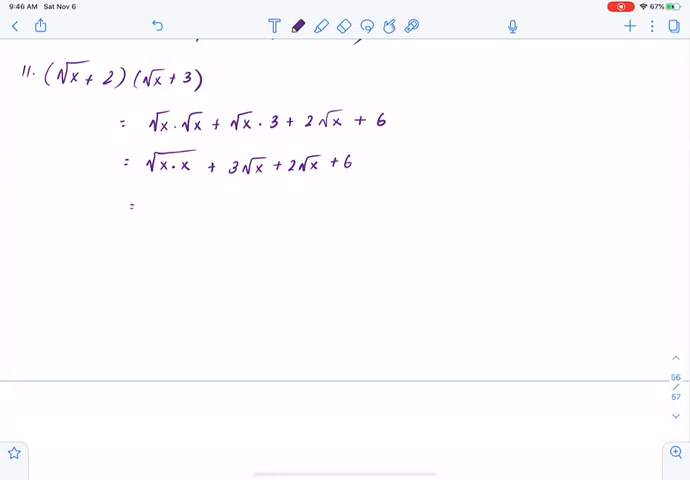 9:46 AM Sat Nov 6 67%
11. (√x + 2) (√x + 3)
= √x · √x + √x · 3 + 2√x + 6
= √x · x + 3√x + 2√x + 6
=
56
/
57